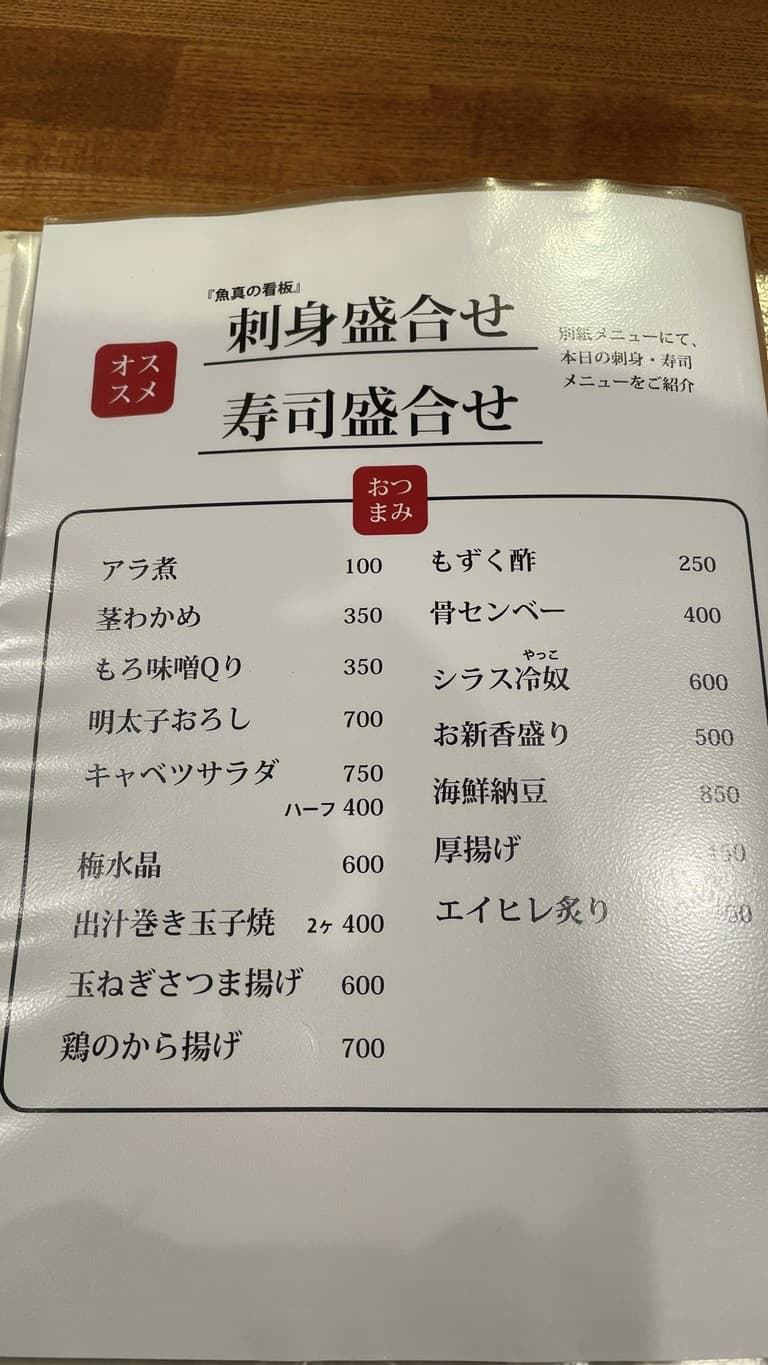 『魚真の看板』
刺身盛合せ
寿司盛合せ
オス
スメ
別紙メニューにて、
本日の刺身・寿司
メニューをご紹介
おつ
まみ
アラ煮 100
茎わかめ 350
もろ味噌Qり 350
明太子おろし 700
キャベツサラダ 750
ハーフ 400
梅水晶 600
出汁巻き玉子焼 2ヶ 400
玉ねぎさつま揚げ 600
鶏のから揚げ 700
もずく酢 250
骨センベー 400
やっこ
シラス冷奴 600
お新香盛り 500
海鮮納豆 850
厚揚げ
エイヒレ炙り